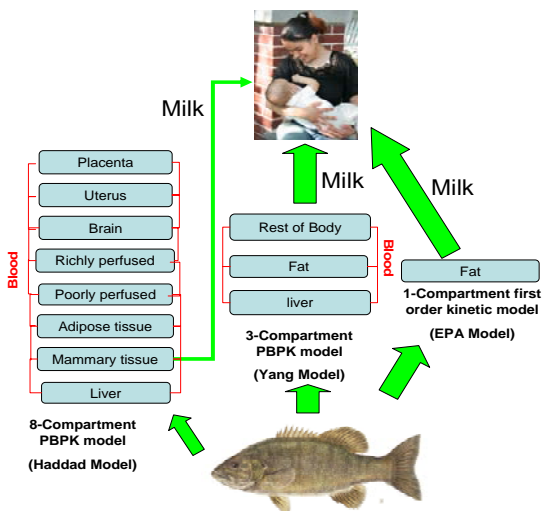 Milk
Placenta
Uterus
Brain
Richly perfused
Poorly perfused
Adipose tissue
Mammary tissue
Liver
Blood
8-Compartment
PBPK model
(Haddad Model)
Milk
Rest of Body
Fat
liver
Blood
3-Compartment
PBPK model
(Yang Model)
Milk
Fat
1-Compartment first
order kinetic model
(EPA Model)